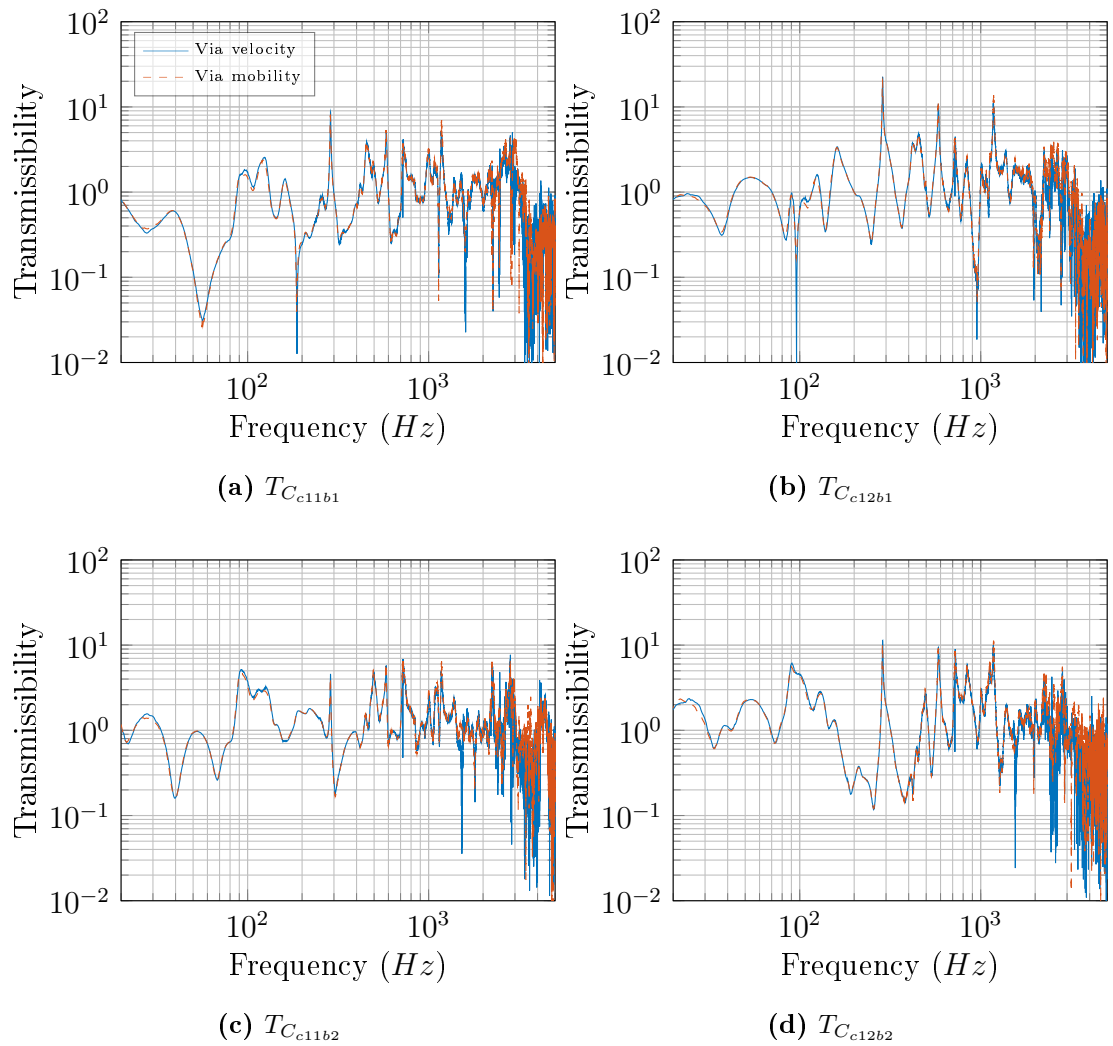 10^2
10^1
10^0
10^{-1}
10^{-2}
Transmissibility
Via velocity
Via mobility
10^2
10^3
Frequency (Hz)
(a) T_{C_{c11b1}}
10^2
10^1
10^0
10^{-1}
10^{-2}
Transmissibility
10^2
10^3
Frequency (Hz)
(b) T_{C_{c12b1}}
10^2
10^1
10^0
10^{-1}
10^{-2}
Transmissibility
10^2
10^3
Frequency (Hz)
(c) T_{C_{c11b2}}
10^2
10^1
10^0
10^{-1}
10^{-2}
Transmissibility
10^2
10^3
Frequency (Hz)
(d) T_{C_{c12b2}}